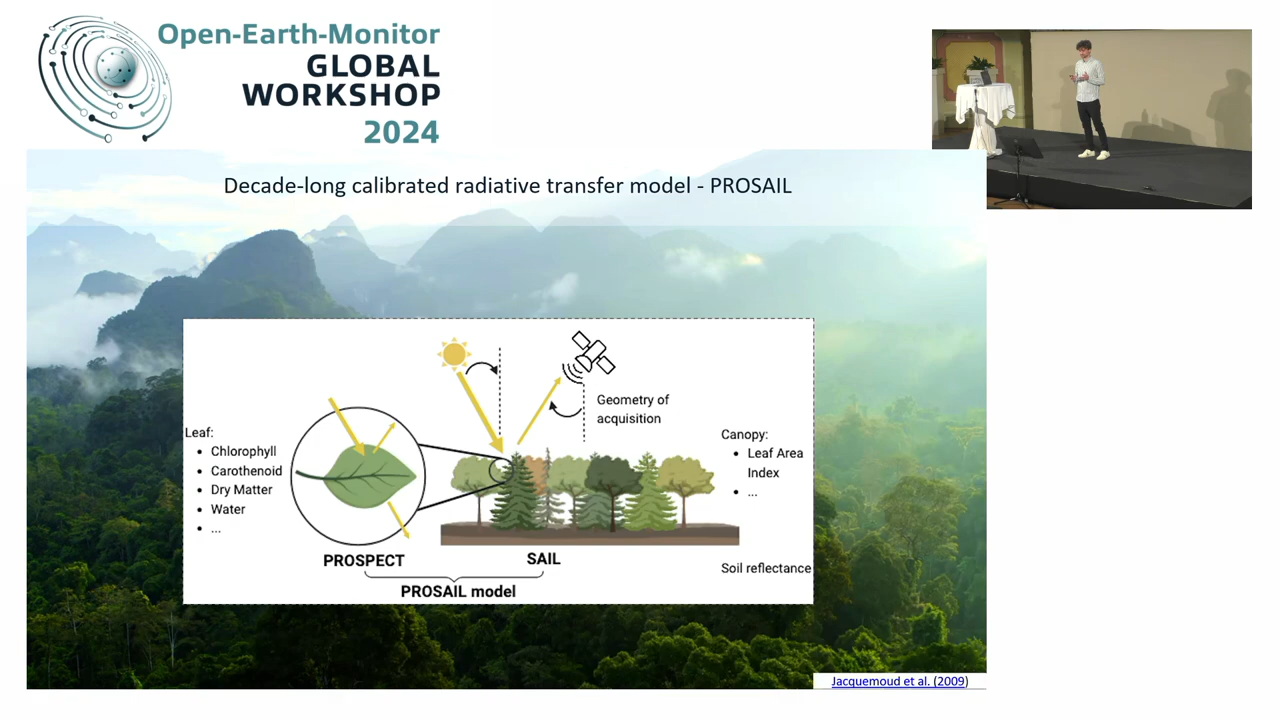 Open-Earth-Monitor
GLOBAL
WORKSHOP
2024
Decade-long calibrated radiative transfer model - PROSAIL
Geometry of
acquisition
Leaf:
• Chlorophyll
• Carothenoid
• Dry Matter
• Water
• ...
Canopy:
• Leaf Area
Index
• ...
PROSPECT
SAIL
Soil reflectance
PROSAIL model
Jacquemoud et al. (2009)